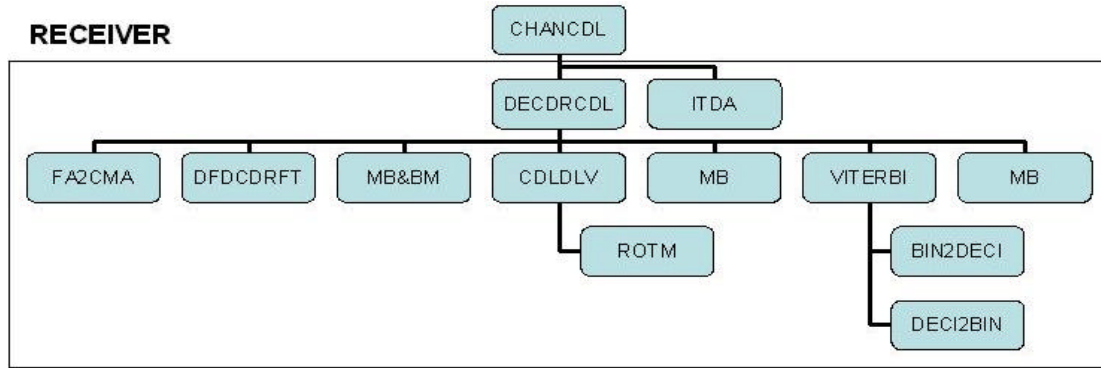 RECEIVER
CHANCDL
DECDRCDL
ITDA
FA2CMA
DFDCDRFT
MB&BM
CDLDLV
MB
VITERBI
MB
ROTM
BIN2DECI
DECI2BIN